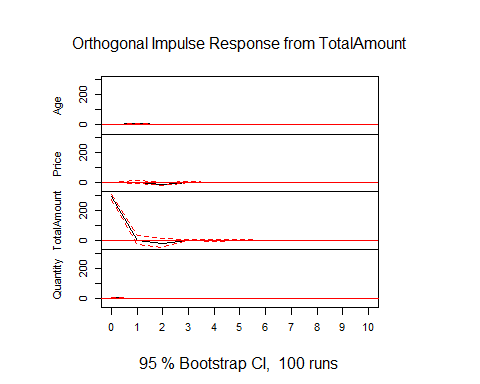 Orthogonal Impulse Response from TotalAmount
Age
0 200
Price
0 200
TotalAmount
0 200
Quantity
0 200
0 1 2 3 4 5 6 7 8 9 10
95 % Bootstrap CI, 100 runs